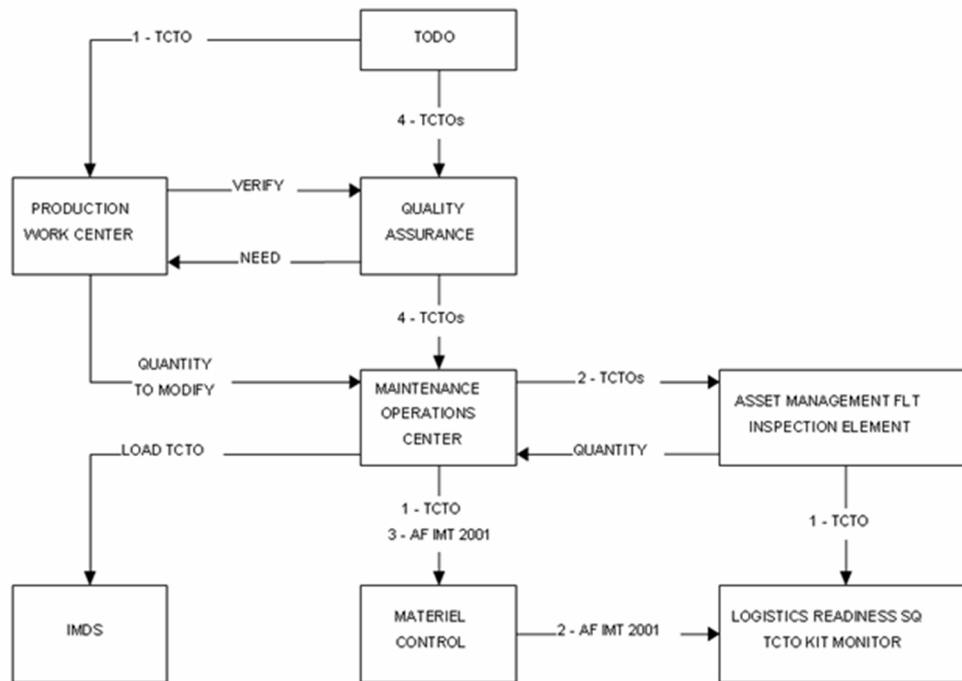 1 - TCTO
TODO
4 - TCTOs
PRODUCTION
WORK CENTER
VERIFY
NEED
QUALITY
ASSURANCE
4 - TCTOs
QUANTITY
TO MODIFY
MAINTENANCE
OPERATIONS
CENTER
2 - TCTOs
QUANTITY
ASSET MANAGEMENT FLT
INSPECTION ELEMENT
LOAD TCTO
1 - TCTO
3 - AF IMT 2001
1 - TCTO
IMDS
MATERIEL
CONTROL
2 - AF IMT 2001
LOGISTICS READINESS SQ
TCTO KIT MONITOR